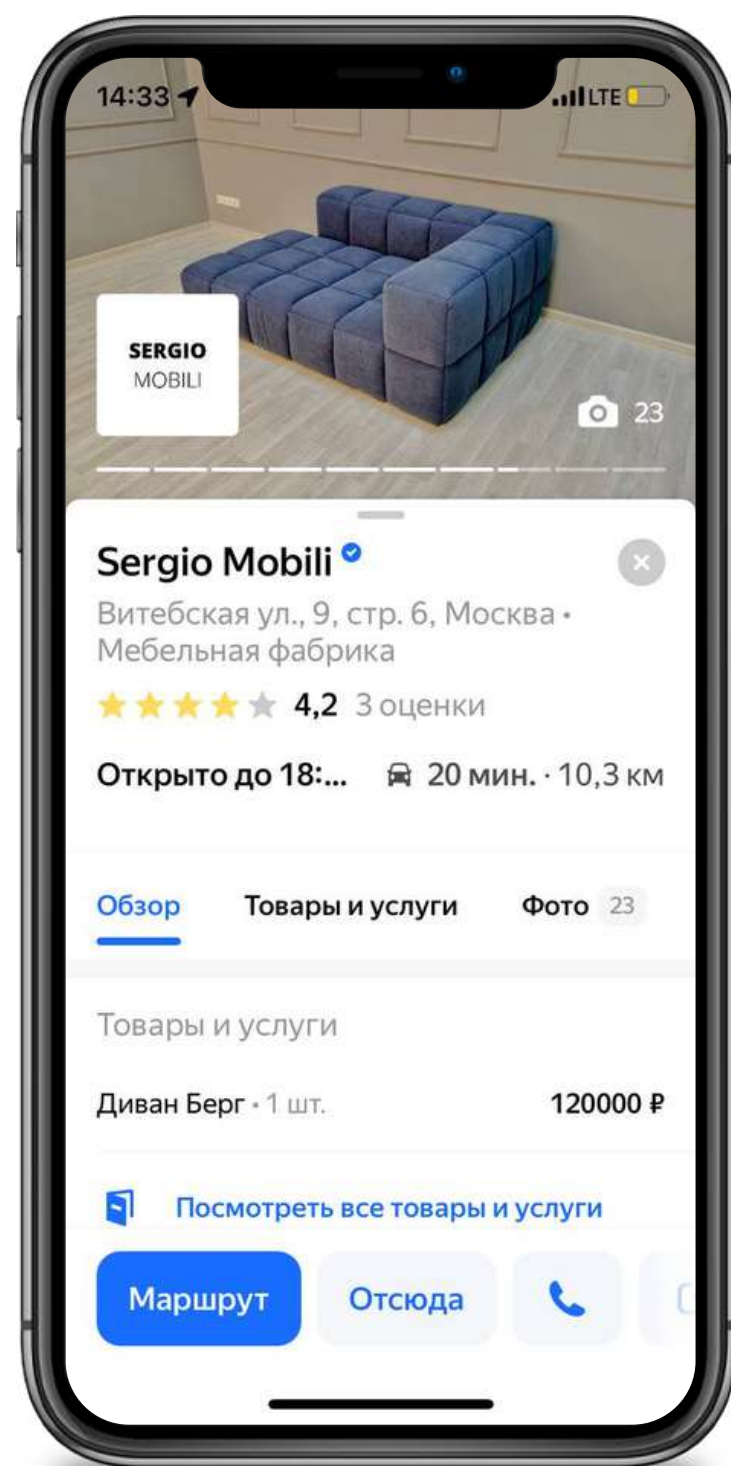 14:33
LTE
SERGIO
MOBILI
23
Sergio Mobili
Витебская ул., 9, стр. 6, Москва •
Мебельная фабрика
4,2 3 оценки
Открыто до 18:... 20 мин. · 10,3 км
Обзор Товары и услуги Фото 23
Товары и услуги
Диван Берг • 1 шт. 120000 ₽
Посмотреть все товары и услуги
Маршрут Отсюда